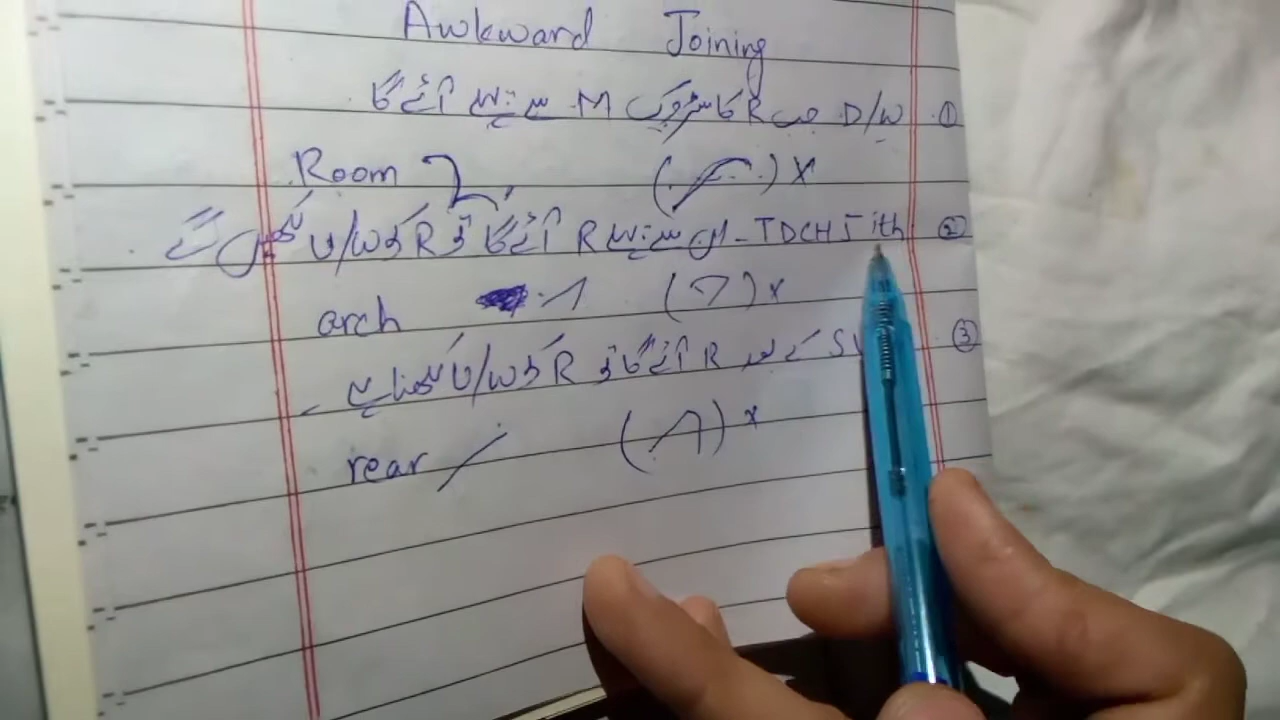 Awkward Joining
① D/W جب R کا سٹروک M سے پہلے آئے گا
Room ( ) x
② TDCHJ ith - ان سے پہلے R آئے گا تو R کو U/W لکھیں گے
arch ( ) x
③ کے بعد R آئے گا تو R کو U/W لکھنا ہے
rear ( ) x